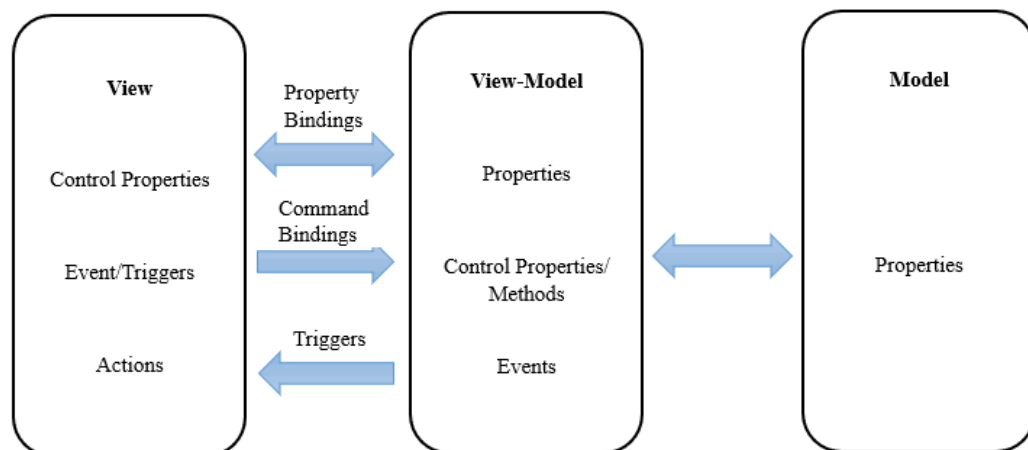 View
Control Properties
Event/Triggers
Actions
Property
Bindings
Command
Bindings
Triggers
View-Model
Properties
Control Properties/
Methods
Events
Model
Properties